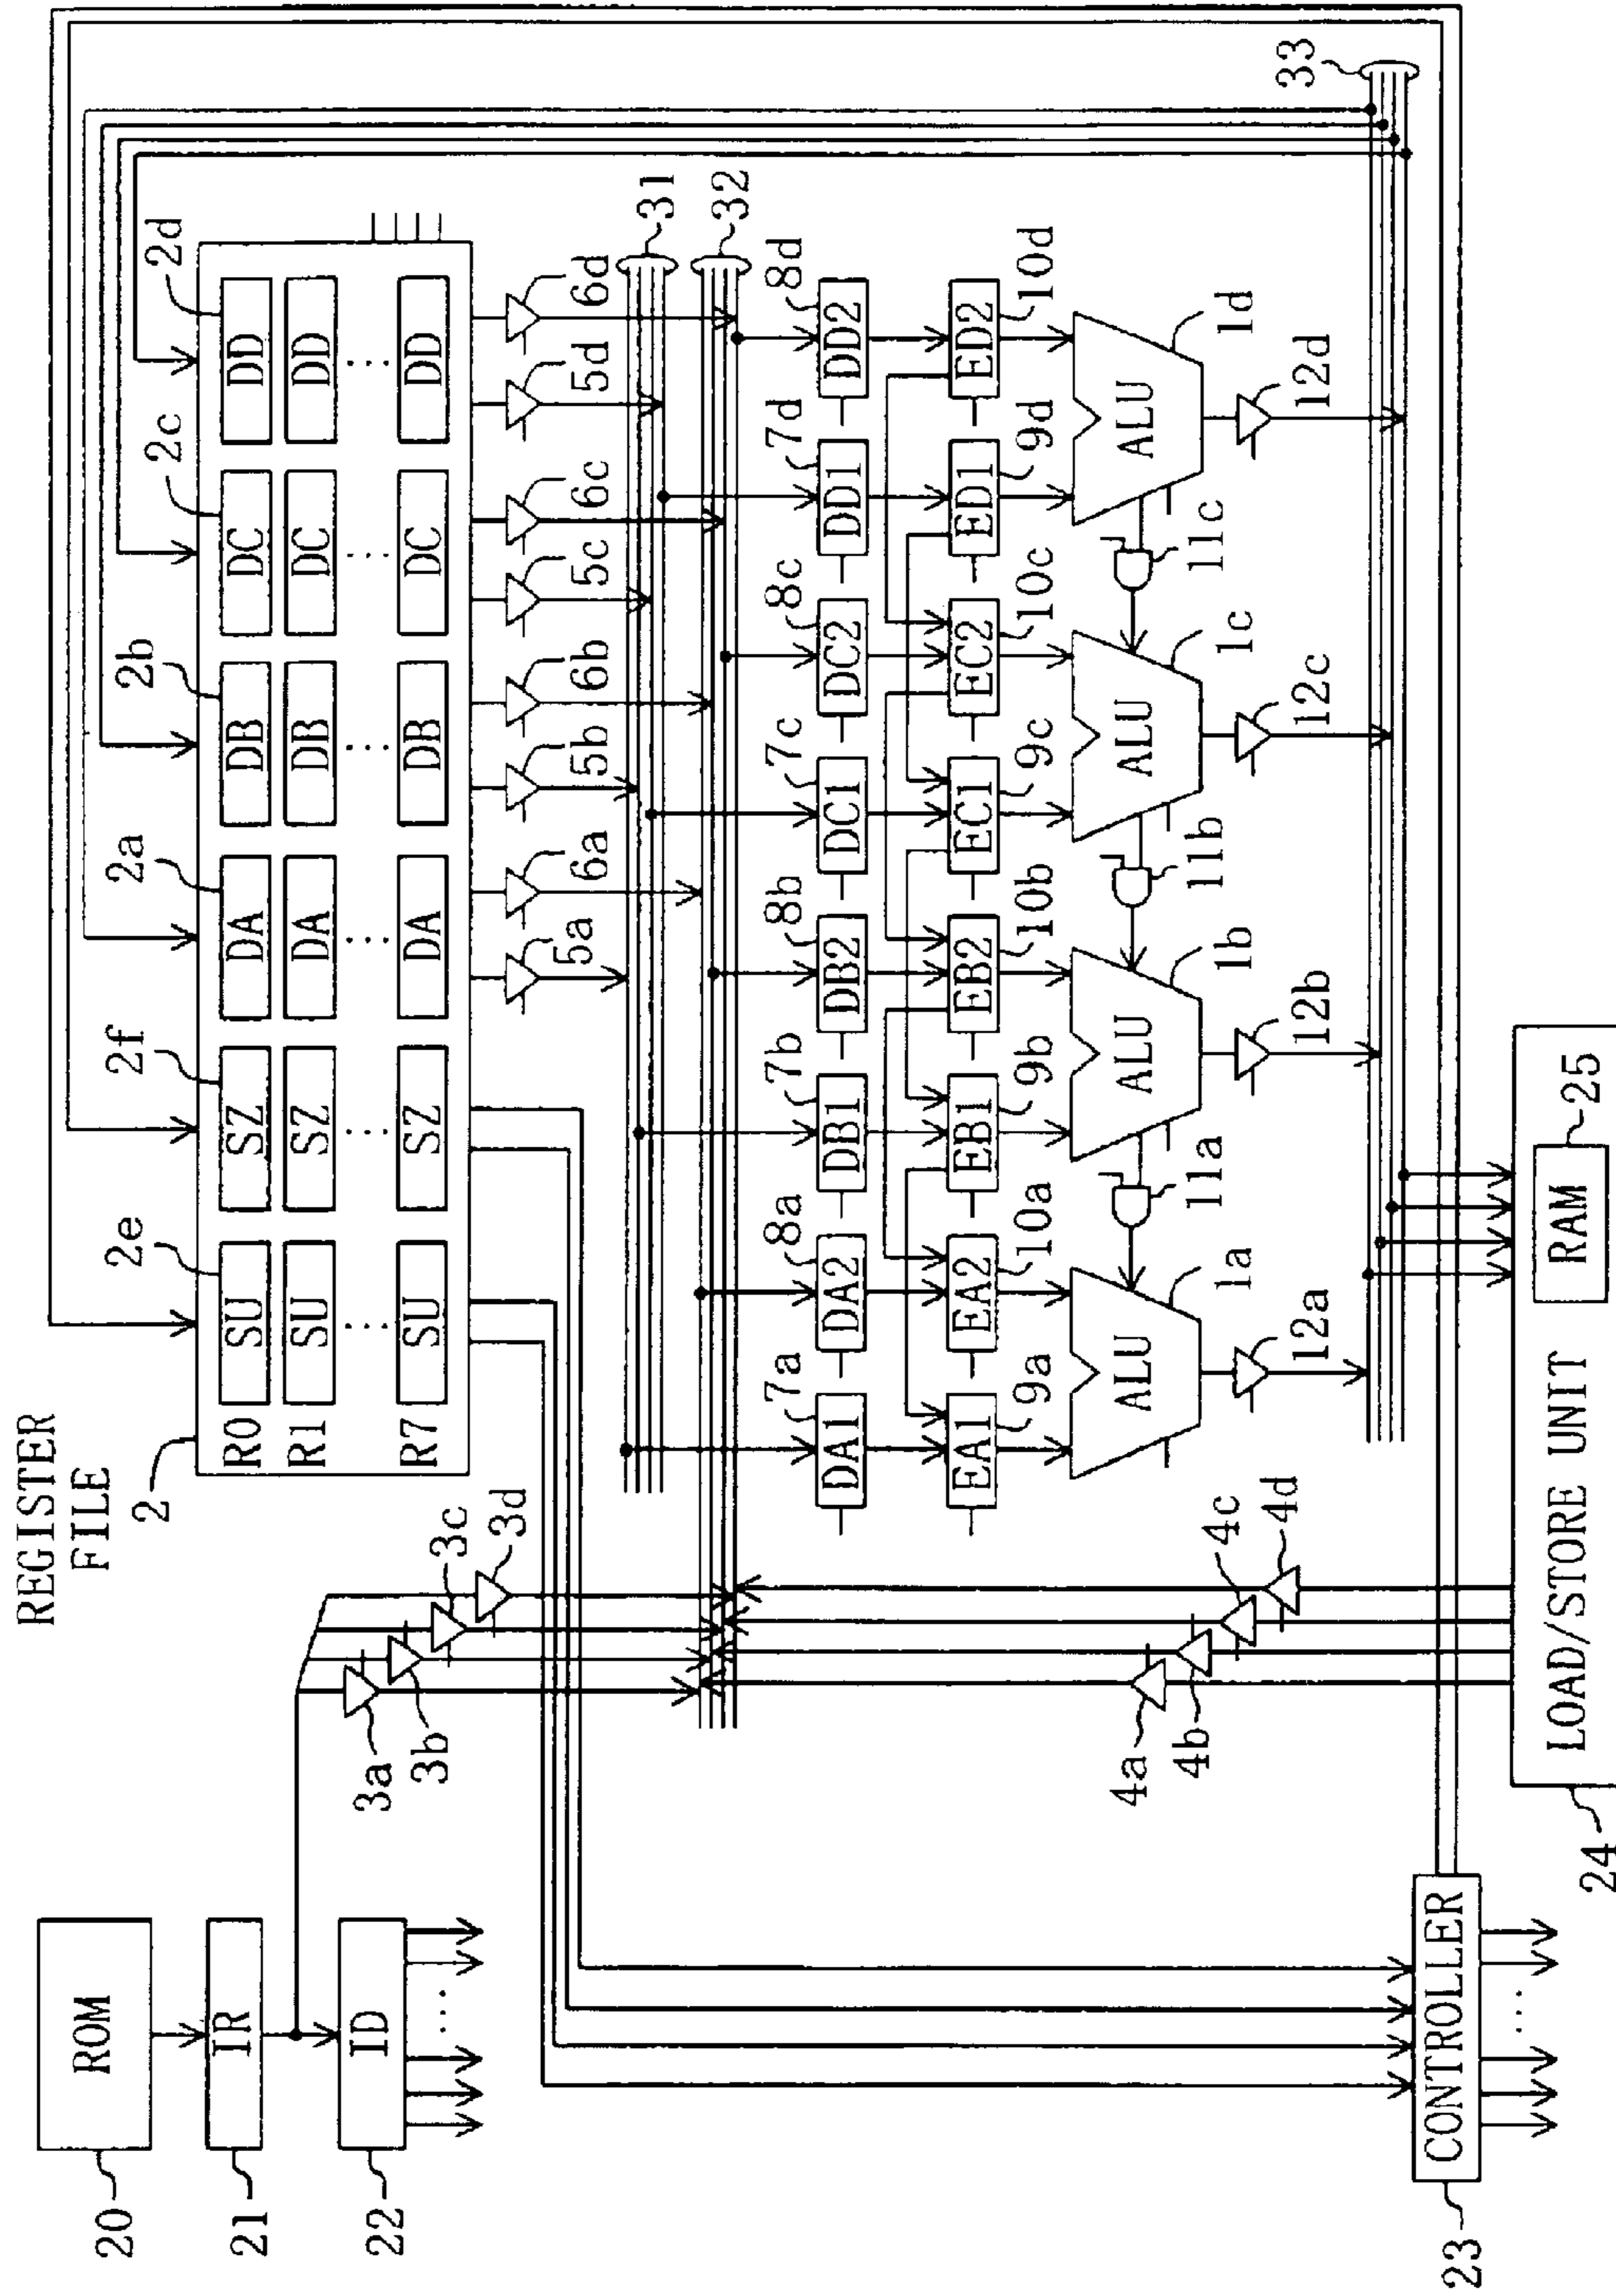 REGISTER
FILE
2
2e
2f
2a
2b
2c
2d
R0 SU SZ DA DB DC DD
R1 SU SZ DA DB DC DD
... ... ... ... ... ...
R7 SU SZ DA DB DC DD
20
ROM
21
IR
22
ID
...
3a
3b
3c
3d
5a
6a
5b
6b
5c
6c
5d
6d
31
32
7a
8a
7b
8b
7c
8c
7d
8d
DA1 DA2 DB1 DB2 DC1 DC2 DD1 DD2
EA1 EA2 EB1 EB2 EC1 EC2 ED1 ED2
9a
10a
9b
10b
9c
10c
9d
10d
ALU ALU ALU ALU
1a
11a
1b
11b
1c
11c
1d
12a
12b
12c
12d
33
4a
4b
4c
4d
23
CONTROLLER
...
24
LOAD/STORE UNIT
RAM
25